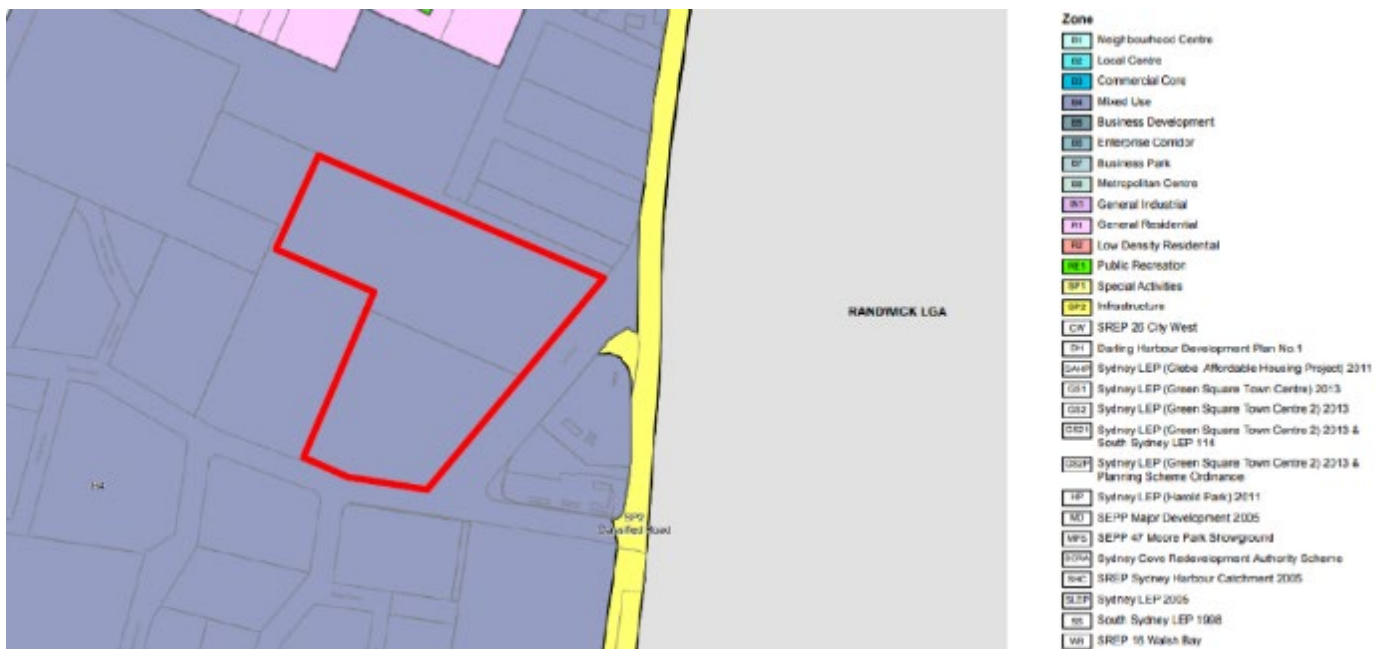 RANDWICK LGA
B4
SP2
Classified Road
Zone
B1 Neighbourhood Centre
B2 Local Centre
B3 Commercial Core
B4 Mixed Use
B5 Business Development
B6 Enterprise Corridor
B7 Business Park
B8 Metropolitan Centre
IN1 General Industrial
R1 General Residential
R2 Low Density Residential
RE1 Public Recreation
SP1 Special Activities
SP2 Infrastructure
CW SREP 26 City West
DH Darling Harbour Development Plan No.1
GAHP Sydney LEP (Glebe Affordable Housing Project) 2011
GS1 Sydney LEP (Green Square Town Centre) 2013
GS2 Sydney LEP (Green Square Town Centre 2) 2013
GS21 Sydney LEP (Green Square Town Centre 2) 2013 &
South Sydney LEP 114
GS2P Sydney LEP (Green Square Town Centre 2) 2013 &
Planning Scheme Ordinance
HP Sydney LEP (Harold Park) 2011
MD SEPP Major Development 2005
MPS SEPP 47 Moore Park Showground
SCRA Sydney Cove Redevelopment Authority Scheme
SHC SREP Sydney Harbour Catchment 2005
SLEP Sydney LEP 2005
SS South Sydney LEP 1998
WB SREP 16 Walsh Bay